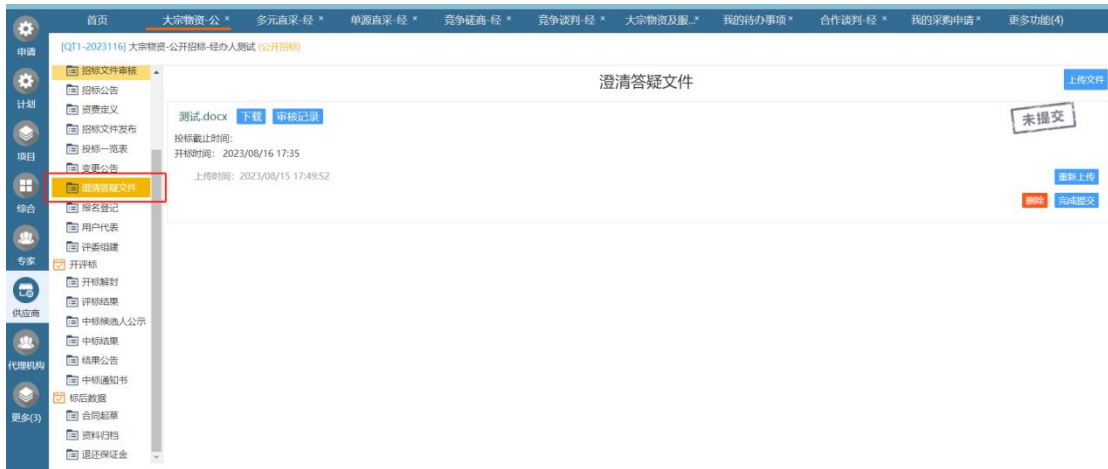 首页 大宗物资-公 × 多元直采-经 × 单源直采-经 × 竞争磋商-经 × 竞争谈判-经 × 大宗物资及服...× 我的待办事项× 合作谈判-经 × 我的采购申请× 更多功能(4)
申请
计划
项目
综合
专家
供应商
代理机构
更多(3)
[QT1-2023116] 大宗物资-公开招标-经办人测试 (公开招标)
招标文件审核
招标公告
资费定义
招标文件发布
投标一览表
变更公告
澄清答疑文件
报名登记
用户代表
评委组建
开评标
开标解封
评标结果
中标候选人公示
中标结果
结果公告
中标通知书
标后数据
合同起草
资料归档
退还保证金
澄清答疑文件
上传文件
测试.docx 下载 审核记录
未提交
投标截止时间:
开标时间: 2023/08/16 17:35
上传时间: 2023/08/15 17:49:52
重新上传
删除 完成提交